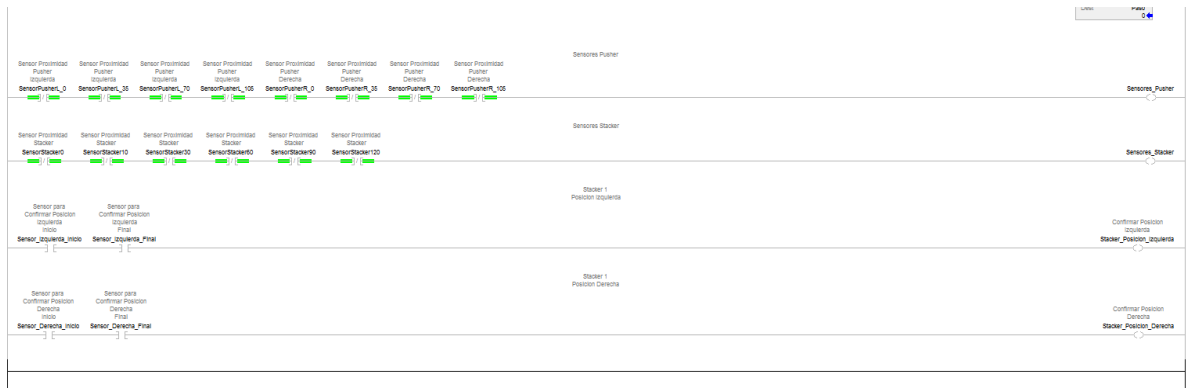 Paso
0
Sensores Pusher
Sensor Proximidad Sensor Proximidad Sensor Proximidad Sensor Proximidad Sensor Proximidad Sensor Proximidad Sensor Proximidad Sensor Proximidad
Pusher Pusher Pusher Pusher Pusher Pusher Pusher Pusher
Izquierda Izquierda Izquierda Izquierda Derecha Derecha Derecha Derecha
SensorPusherL_0 SensorPusherL_35 SensorPusherL_70 SensorPusherL_105 SensorPusherR_0 SensorPusherR_35 SensorPusherR_70 SensorPusherR_105 Sensores_Pusher
Sensores Stacker
Sensor Proximidad Sensor Proximidad Sensor Proximidad Sensor Proximidad Sensor Proximidad Sensor Proximidad
Stacker Stacker Stacker Stacker Stacker Stacker
SensorStacker0 SensorStacker10 SensorStacker30 SensorStacker60 SensorStacker90 SensorStacker120 Sensores_Stacker
Stacker 1
Posicion Izquierda
Sensor para Sensor para
Confirmar Posicion Confirmar Posicion
Izquierda Izquierda Confirmar Posicion
Inicio Final Izquierda
Sensor_Izquierda_Inicio Sensor_Izquierda_Final Stacker_Posicion_Izquierda
Stacker 1
Posicion Derecha
Sensor para Sensor para
Confirmar Posicion Confirmar Posicion
Derecha Derecha Confirmar Posicion
Inicio Final Derecha
Sensor_Derecha_Inicio Sensor_Derecha_Final Stacker_Posicion_Derecha